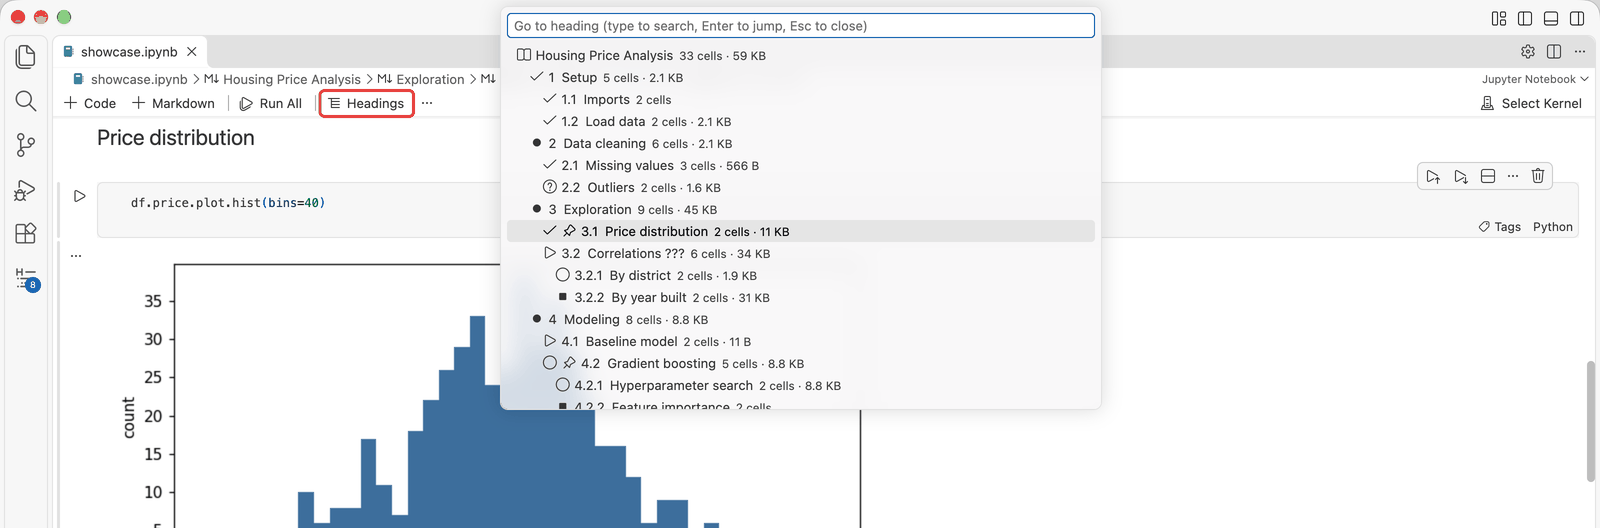 Go to heading (type to search, Enter to jump, Esc to close)
showcase.ipynb
Housing Price Analysis 33 cells · 59 KB
1 Setup 5 cells · 2.1 KB
1.1 Imports 2 cells
1.2 Load data 2 cells · 2.1 KB
2 Data cleaning 6 cells · 2.1 KB
2.1 Missing values 3 cells · 566 B
2.2 Outliers 2 cells · 1.6 KB
3 Exploration 9 cells · 45 KB
3.1 Price distribution 2 cells · 11 KB
3.2 Correlations ??? 6 cells · 34 KB
3.2.1 By district 2 cells · 1.9 KB
3.2.2 By year built 2 cells · 31 KB
4 Modeling 8 cells · 8.8 KB
4.1 Baseline model 2 cells · 11 B
4.2 Gradient boosting 5 cells · 8.8 KB
4.2.1 Hyperparameter search 2 cells · 8.8 KB
4.2.2 Feature importance 2 cells
showcase.ipynb > M↓ Housing Price Analysis > M↓ Exploration > M↓
Jupyter Notebook
+ Code + Markdown Run All Headings ...
Select Kernel
Price distribution
df.price.plot.hist(bins=40)
Tags Python
8
35
30
25
20
15
10
5
count